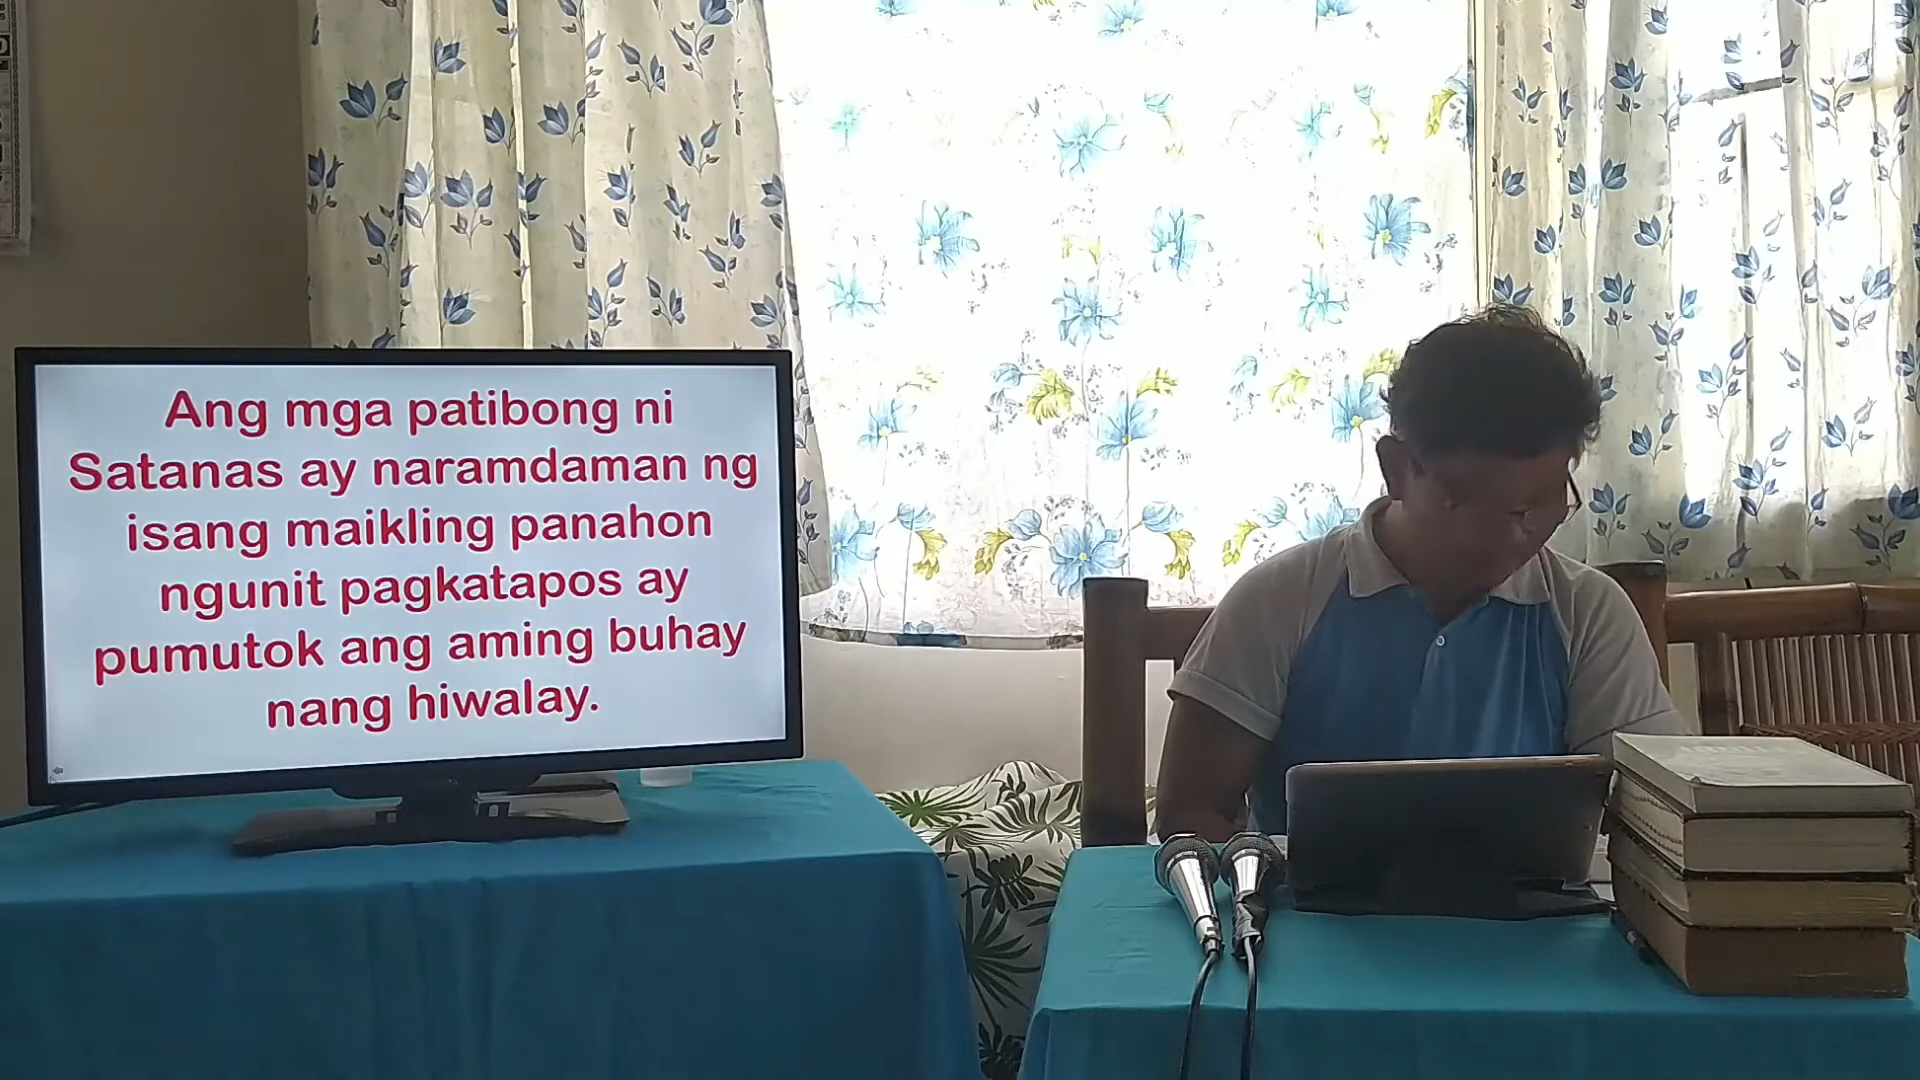 Ang mga patibong ni
Satanas ay naramdaman ng
isang maikling panahon
ngunit pagkatapos ay
pumutok ang aming buhay
nang hiwalay.